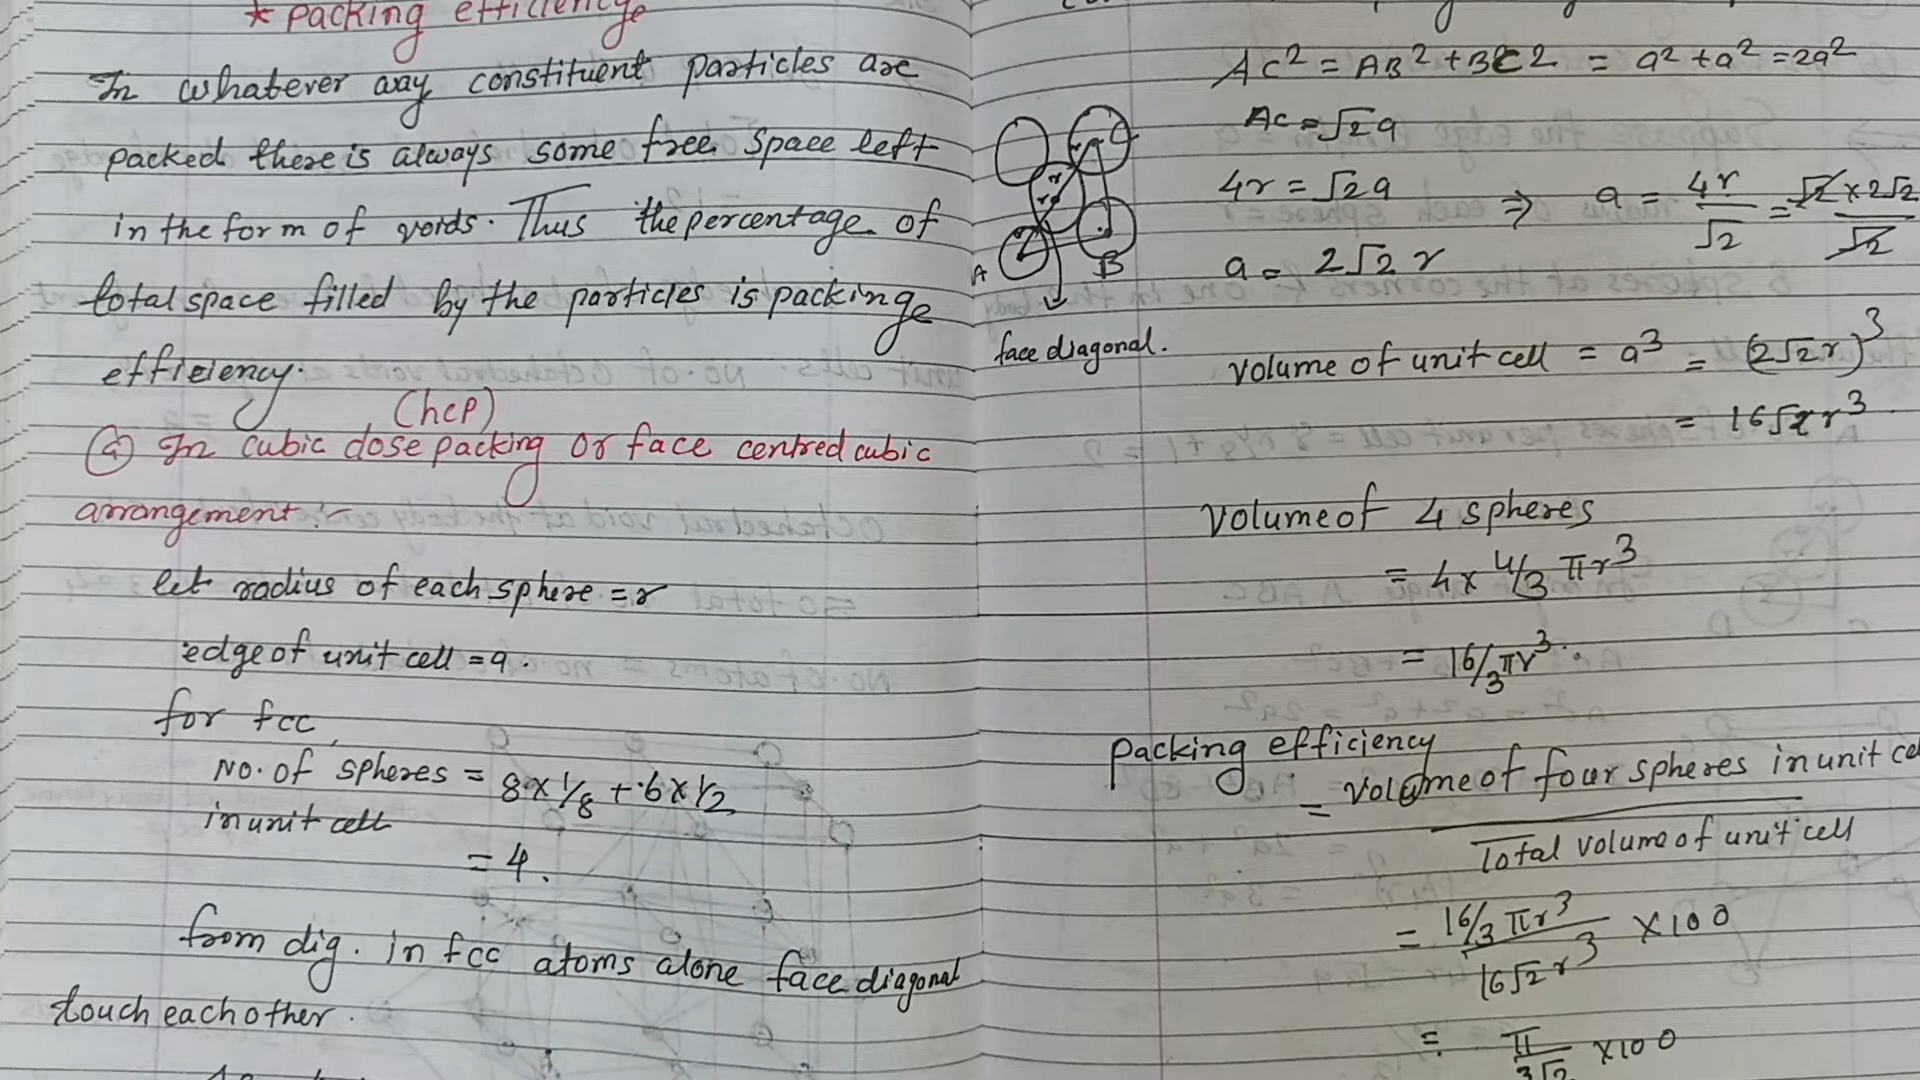 * packing efficiency
In whatever way constituent particles are
packed there is always some free space left
in the form of voids. Thus the percentage of
total space filled by the particles is packing
efficiency.
(hcp)
(a) In cubic close packing or face centred cubic
arrangement :-
let radius of each sphere = r
edge of unit cell = a.
for fcc,
No. of spheres = 8 x 1/8 + 6 x 1/2
in unit cell
= 4.
from dig. in fcc atoms alone face diagonal
touch each other.
C
r
r
A
B
face diagonal.
AC² = AB² + BC2 = a² + a² = 2a²
AC = √2a
4r = √2a ⇒ a = 4r/√2 = √2 x 2√2/√2
a = 2√2 r
Volume of unit cell = a³ = (2√2r)³
= 16√2r³.
Volume of 4 spheres
= 4 x 4/3 πr³
= 16/3 πr³.
Packing efficiency
= Volume of four spheres in unit ce
Total volume of unit cell
= 16/3 πr³ / 16√2 r³ X100
= π/3√2 X100